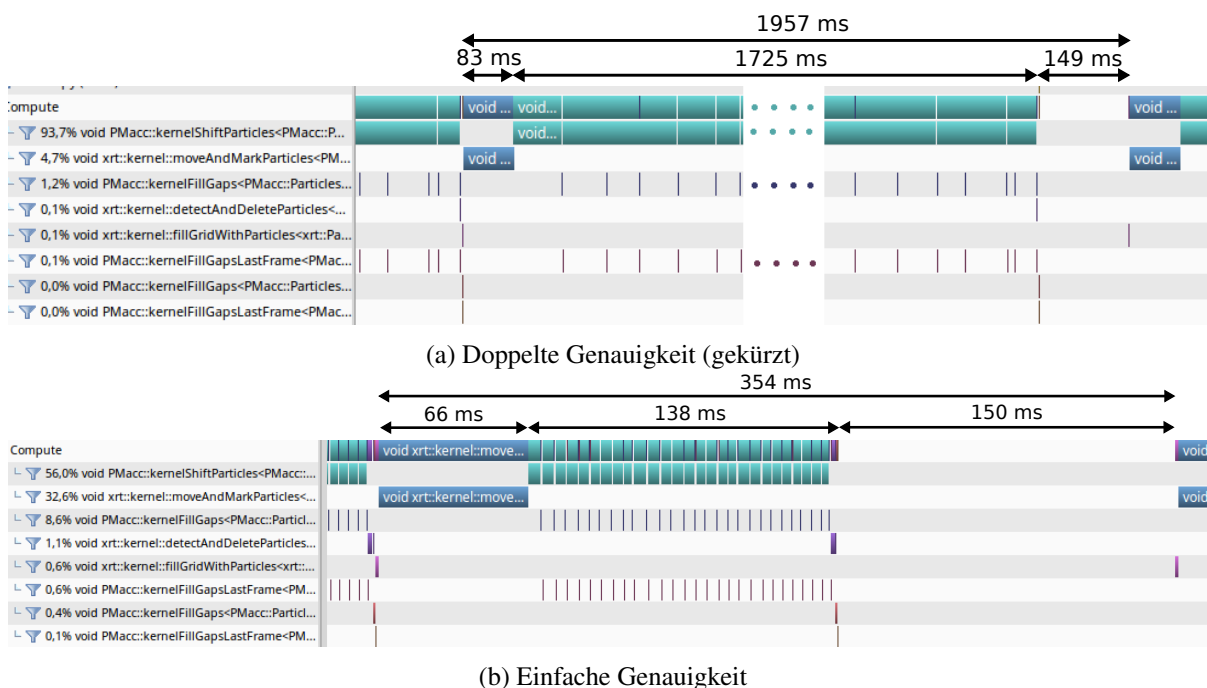 1957 ms
83 ms 1725 ms 149 ms
Compute void ... void... void ...
93,7% void PMacc::kernelShiftParticles<PMacc::P... void...
4,7% void xrt::kernel::moveAndMarkParticles<PM... void ... void ...
1,2% void PMacc::kernelFillGaps<PMacc::Particles...
0,1% void xrt::kernel::detectAndDeleteParticles<...
0,1% void xrt::kernel::fillGridWithParticles<xrt::Pa...
0,1% void PMacc::kernelFillGapsLastFrame<PMac...
0,0% void PMacc::kernelFillGaps<PMacc::Particles...
0,0% void PMacc::kernelFillGapsLastFrame<PMac...
(a) Doppelte Genauigkeit (gekürzt)
354 ms
66 ms 138 ms 150 ms
Compute void xrt::kernel::move... void
56,0% void PMacc::kernelShiftParticles<PMacc::...
32,6% void xrt::kernel::moveAndMarkParticles<... void xrt::kernel::move... void
8,6% void PMacc::kernelFillGaps<PMacc::Particl...
1,1% void xrt::kernel::detectAndDeleteParticles...
0,6% void xrt::kernel::fillGridWithParticles<xrt::...
0,6% void PMacc::kernelFillGapsLastFrame<PM...
0,4% void PMacc::kernelFillGaps<PMacc::Particl...
0,1% void PMacc::kernelFillGapsLastFrame<PM...
(b) Einfache Genauigkeit